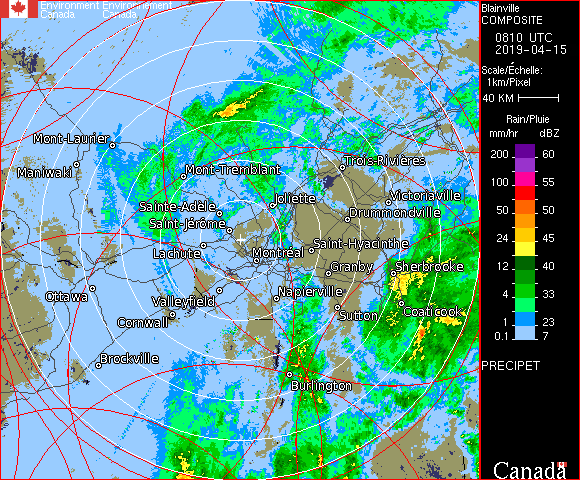 Environment Environnement
Canada Canada
Blainville
COMPOSITE
0810 UTC
2019-04-15
Scale/Échelle:
1km/Pixel
40 KM
Rain/Pluie
mm/hr dBZ
200 60
100 55
50 50
24 45
12 40
4 33
1 23
0.1 7
PRECIPET
Canada
Mont-Laurier
Maniwaki
Mont-Tremblant
Trois-Rivières
Sainte-Adèle
Joliette
Victoriaville
Saint-Jérôme
Drummondville
Lachute
Montréal
Saint-Hyacinthe
Granby
Sherbrooke
Ottawa
Valleyfield
Napierville
Cornwall
Sutton
Coaticook
Brockville
Burlington